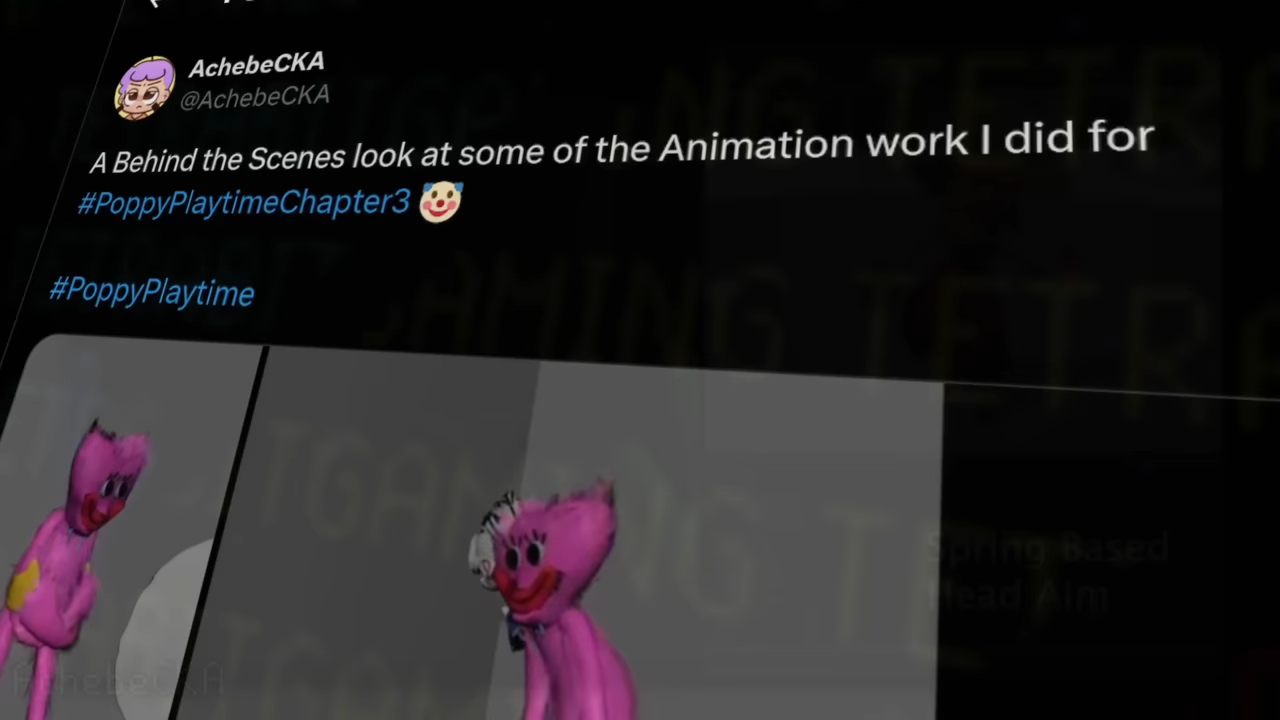 AchebeCKA
@AchebeCKA
A Behind the Scenes look at some of the Animation work I did for
#PoppyPlaytimeChapter3 🤡
#PoppyPlaytime
Spring Based
Head Aim
AchebeCKA